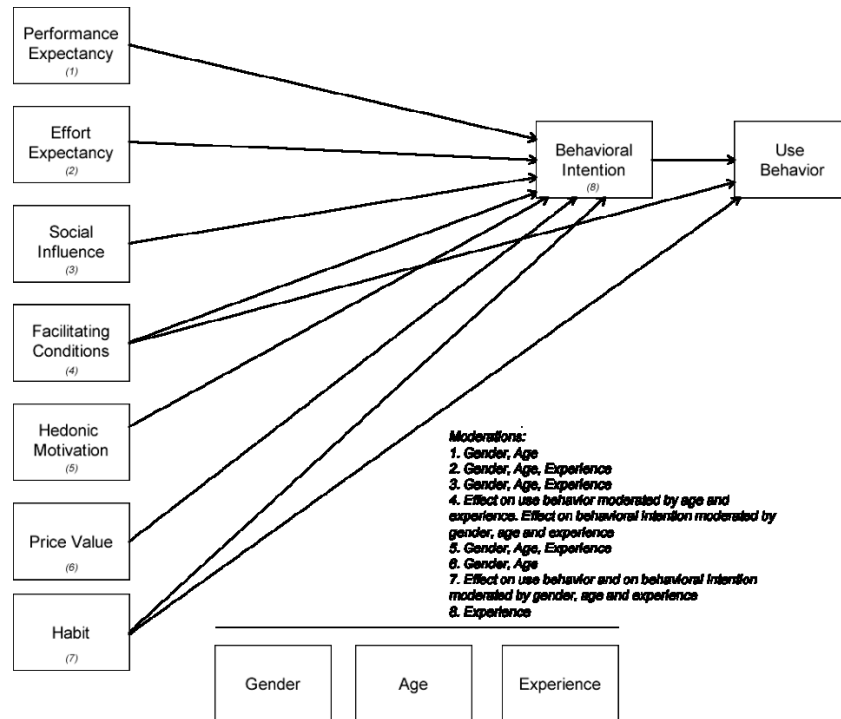 Performance
Expectancy
(1)
Effort
Expectancy
(2)
Social
Influence
(3)
Facilitating
Conditions
(4)
Hedonic
Motivation
(5)
Price Value
(6)
Habit
(7)
Behavioral
Intention
(8)
Use
Behavior
Moderations:
1. Gender, Age
2. Gender, Age, Experience
3. Gender, Age, Experience
4. Effect on use behavior moderated by age and
experience. Effect on behavioral intention moderated by
gender, age and experience
5. Gender, Age, Experience
6. Gender, Age
7. Effect on use behavior and on behavioral intention
moderated by gender, age and experience
8. Experience
Gender
Age
Experience